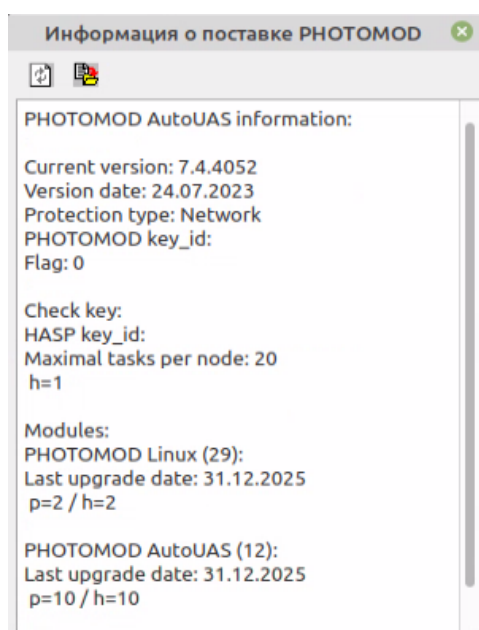 Информация о поставке PHOTOMOD
PHOTOMOD AutoUAS information:
Current version: 7.4.4052
Version date: 24.07.2023
Protection type: Network
PHOTOMOD key_id:
Flag: 0
Check key:
HASP key_id:
Maximal tasks per node: 20
h=1
Modules:
PHOTOMOD Linux (29):
Last upgrade date: 31.12.2025
p=2 / h=2
PHOTOMOD AutoUAS (12):
Last upgrade date: 31.12.2025
p=10 / h=10